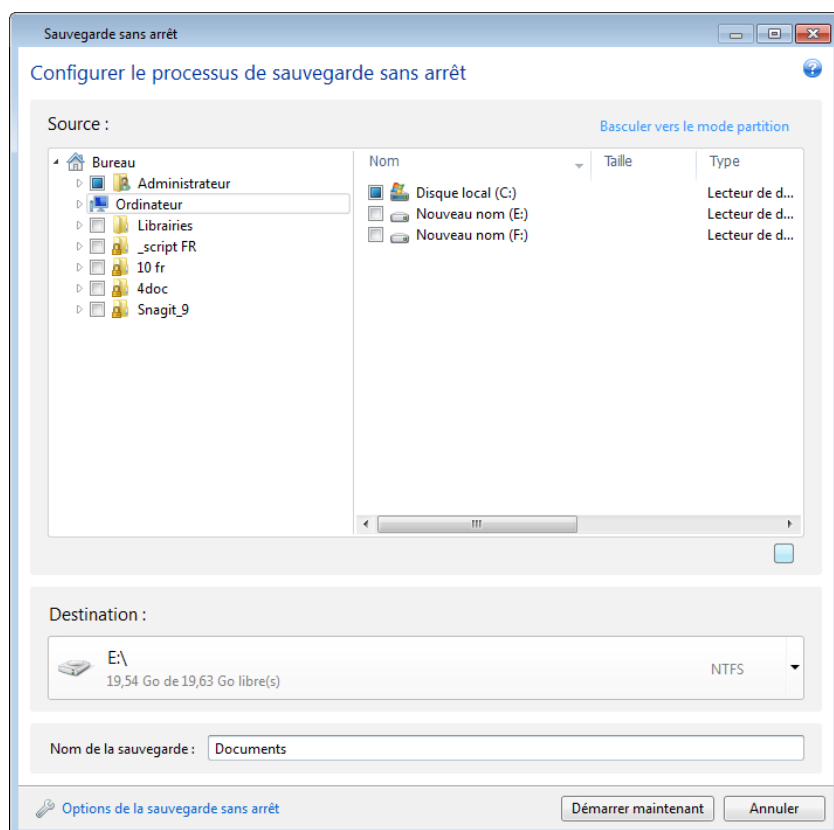 Sauvegarde sans arrêt
Configurer le processus de sauvegarde sans arrêt
Source :
Basculer vers le mode partition
Bureau
Administrateur
Ordinateur
Librairies
_script FR
10 fr
4doc
Snagit_9
Nom Taille Type
Disque local (C:) Lecteur de d...
Nouveau nom (E:) Lecteur de d...
Nouveau nom (F:) Lecteur de d...
Destination :
E:\
19,54 Go de 19,63 Go libre(s)
NTFS
Nom de la sauvegarde : Documents
Options de la sauvegarde sans arrêt
Démarrer maintenant Annuler